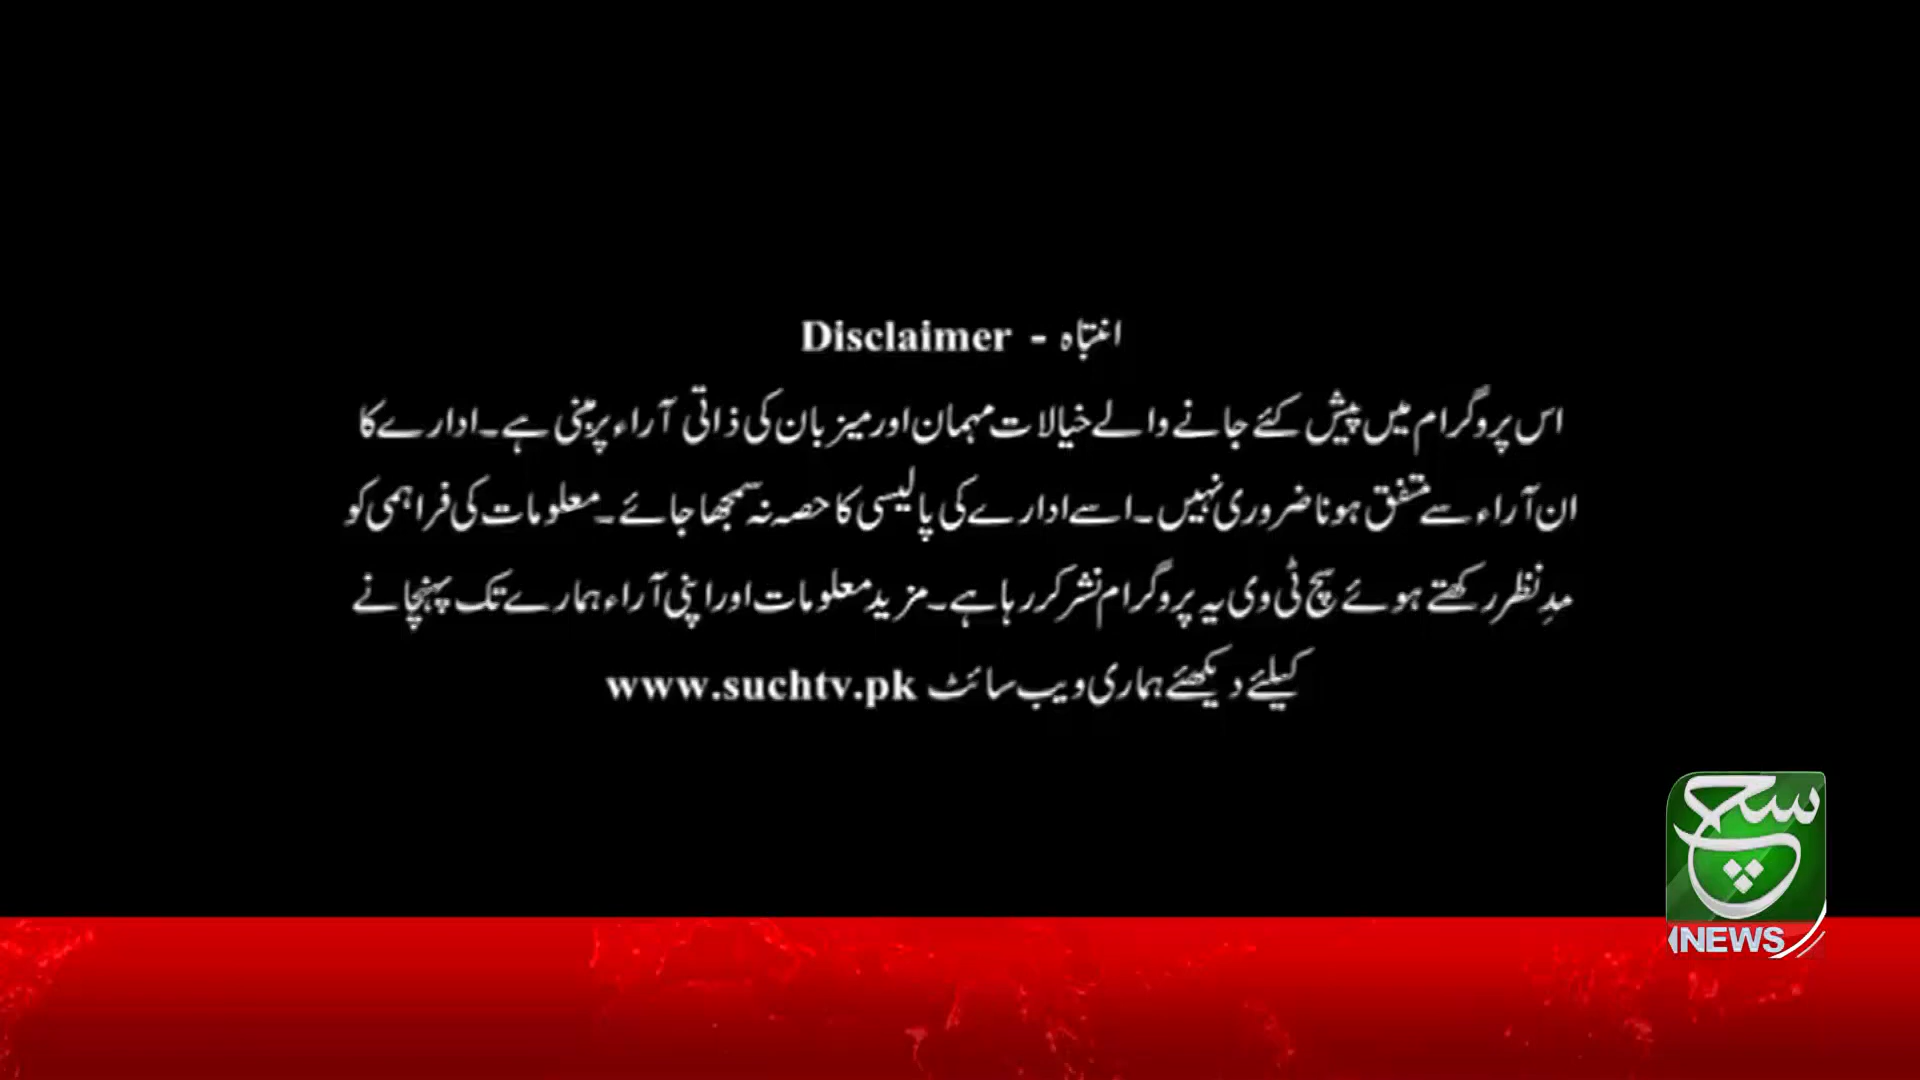 انتباہ - Disclaimer
اس پروگرام میں پیش کئے جانے والے خیالات مہمان اور میزبان کی ذاتی آراء پر مبنی ہے۔ ادارے کا
ان آراء سے متفق ہونا ضروری نہیں۔ اسے ادارے کی پالیسی کا حصہ نہ سمجھا جائے۔ معلومات کی فراہمی کو
مدِنظر رکھتے ہوئے سچ ٹی وی یہ پروگرام نشر کر رہا ہے۔ مزید معلومات اور اپنی آراء ہمارے تک پہنچانے
کیلئے دیکھئے ہماری ویب سائٹ www.suchtv.pk
سچ
NEWS